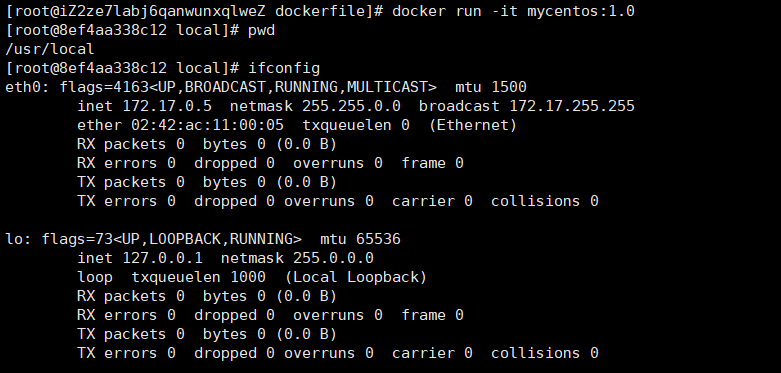 [root@iZ2ze7labj6qanwunxqlweZ dockerfile]# docker run -it mycentos:1.0
[root@8ef4aa338c12 local]# pwd
/usr/local
[root@8ef4aa338c12 local]# ifconfig
eth0: flags=4163<UP,BROADCAST,RUNNING,MULTICAST>  mtu 1500
        inet 172.17.0.5  netmask 255.255.0.0  broadcast 172.17.255.255
        ether 02:42:ac:11:00:05  txqueuelen 0  (Ethernet)
        RX packets 0  bytes 0 (0.0 B)
        RX errors 0  dropped 0  overruns 0  frame 0
        TX packets 0  bytes 0 (0.0 B)
        TX errors 0  dropped 0 overruns 0  carrier 0  collisions 0

lo: flags=73<UP,LOOPBACK,RUNNING>  mtu 65536
        inet 127.0.0.1  netmask 255.0.0.0
        loop  txqueuelen 1000  (Local Loopback)
        RX packets 0  bytes 0 (0.0 B)
        RX errors 0  dropped 0  overruns 0  frame 0
        TX packets 0  bytes 0 (0.0 B)
        TX errors 0  dropped 0 overruns 0  carrier 0  collisions 0